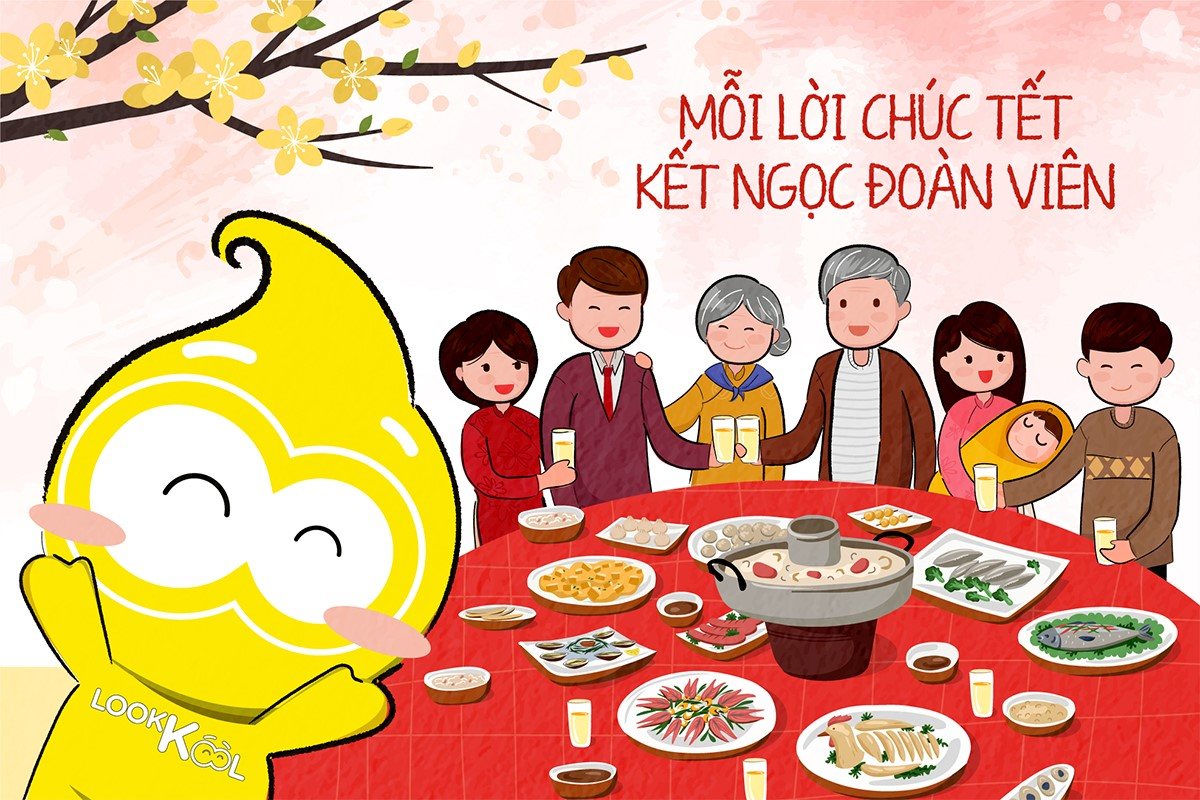 MỖI LỜI CHÚC TẾT
KẾT NGỌC ĐOÀN VIÊN
LOOKKOOL